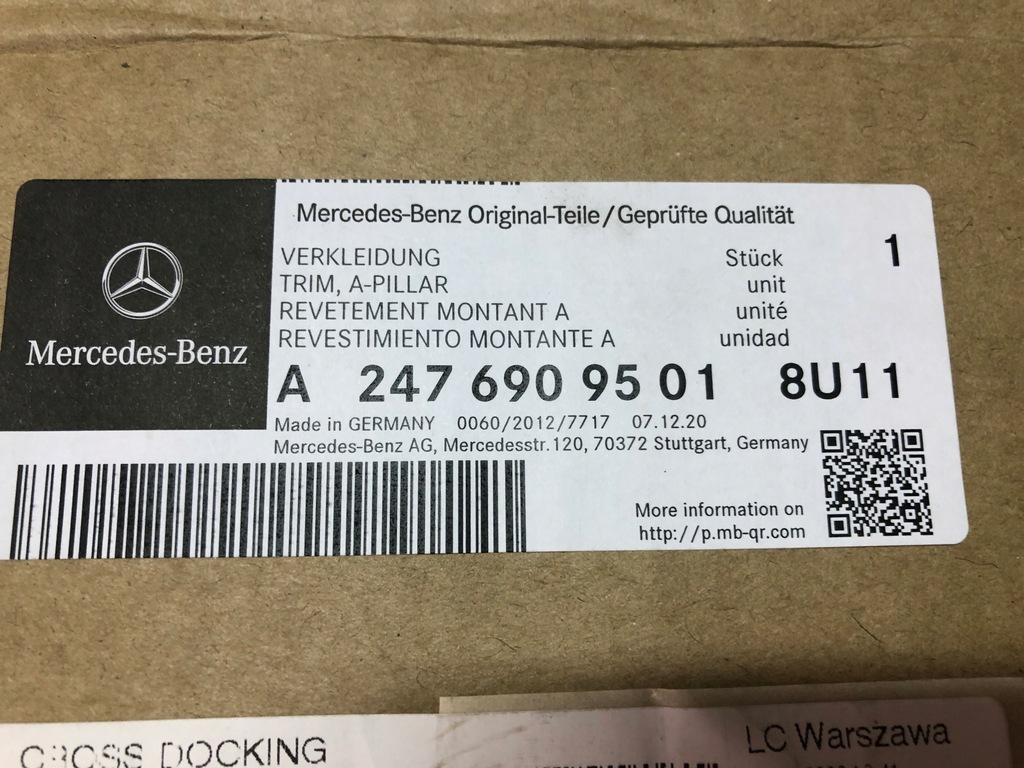 Mercedes-Benz
Mercedes-Benz Original-Teile/Geprüfte Qualität
VERKLEIDUNG Stück 1
TRIM, A-PILLAR unit
REVETEMENT MONTANT A unité
REVESTIMIENTO MONTANTE A unidad
A 247 690 95 01 8U11
Made in GERMANY 0060/2012/7717 07.12.20
Mercedes-Benz AG, Mercedesstr.120, 70372 Stuttgart, Germany
More information on
http://p.mb-qr.com
CROSS DOCKING LC Warszawa